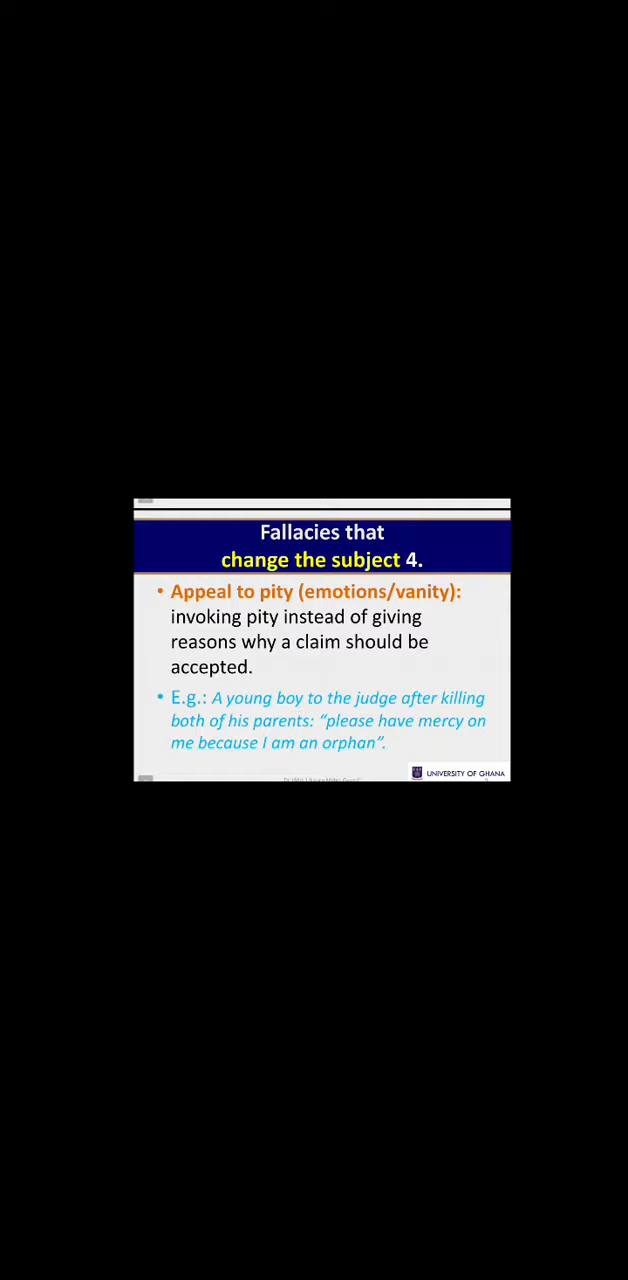 Fallacies that
change the subject 4.
• Appeal to pity (emotions/vanity):
invoking pity instead of giving
reasons why a claim should be
accepted.
• E.g.: A young boy to the judge after killing
both of his parents: “please have mercy on
me because I am an orphan”.
UNIVERSITY OF GHANA